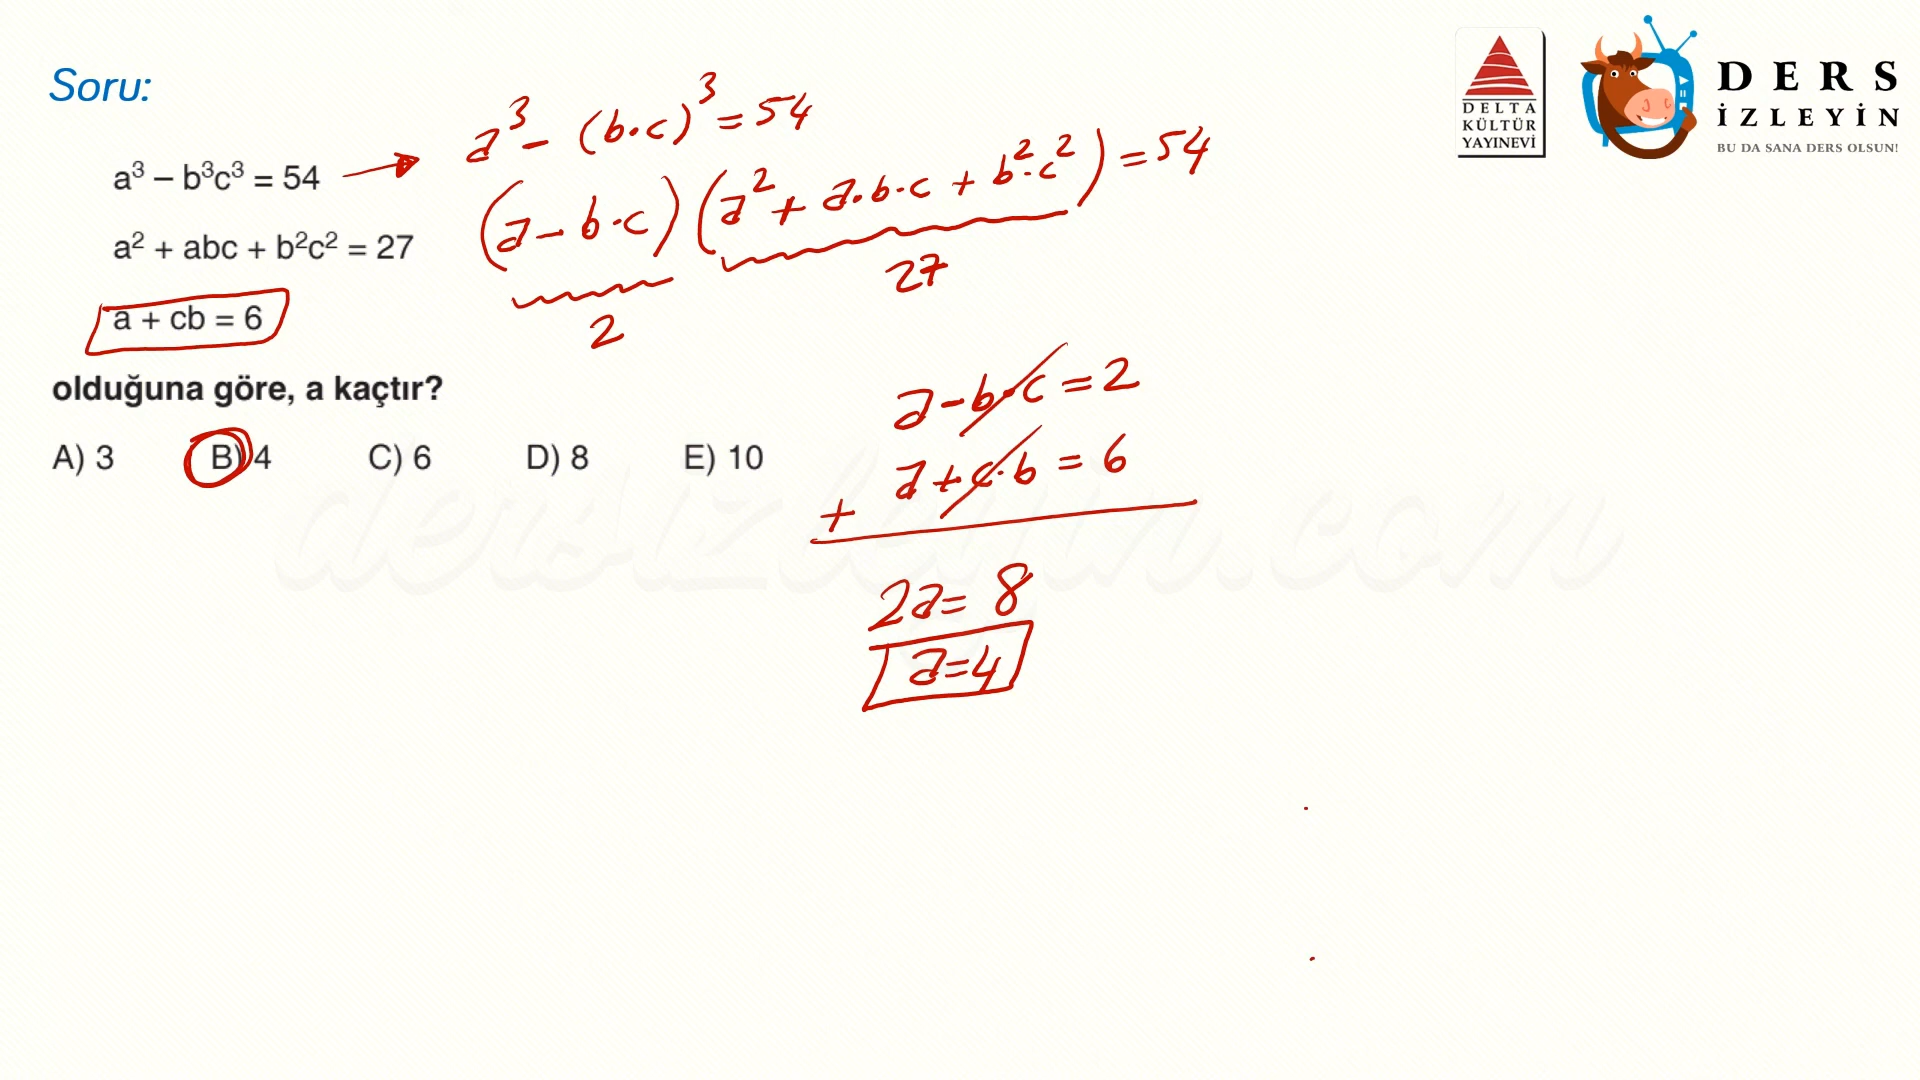 Soru:
a³ – b³c³ = 54
a² + abc + b²c² = 27
a + cb = 6
olduğuna göre, a kaçtır?
A) 3 B) 4 C) 6 D) 8 E) 10
a³ - (b·c)³ = 54
(a - b·c) (a² + a·b·c + b²·c²) = 54
2 27
a - b·c = 2
+ a + c·b = 6
2a = 8
a = 4
DELTA
KÜLTÜR
YAYINEVİ
DERS
İZLEYİN
BU DA SANA DERS OLSUN!
dersizleyin.com